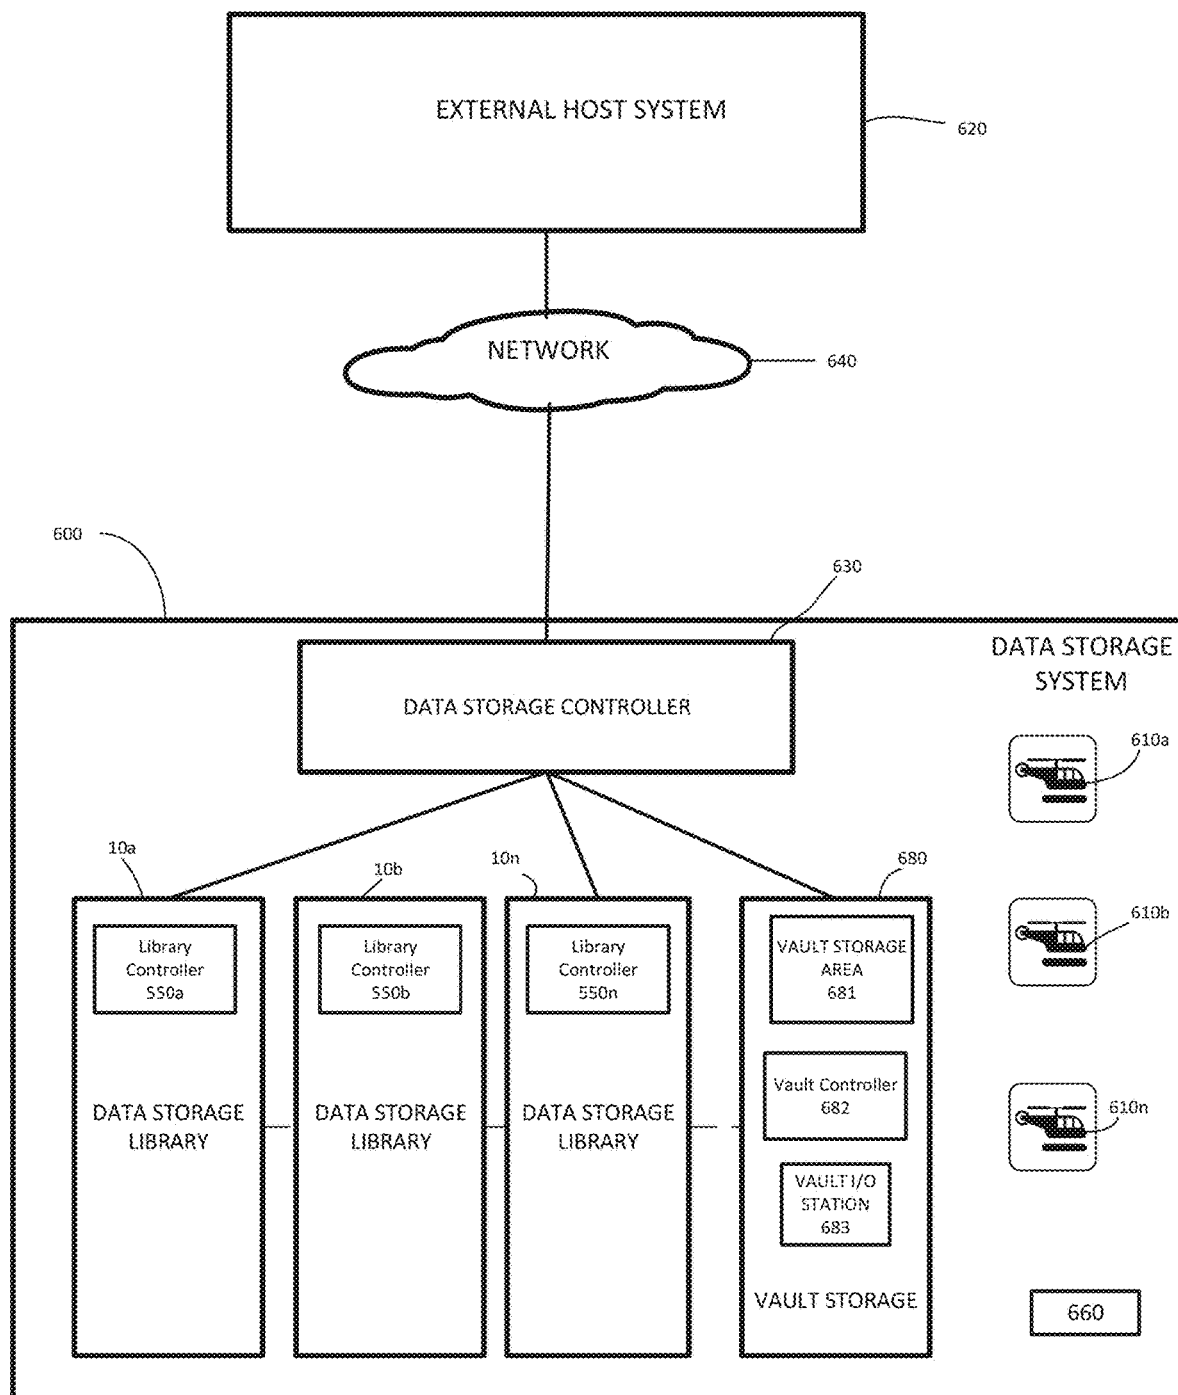 EXTERNAL HOST SYSTEM
620
NETWORK
640
600
630
DATA STORAGE
SYSTEM
DATA STORAGE CONTROLLER
610a
10a
10b
10n
680
610b
Library
Controller
550a
Library
Controller
550b
Library
Controller
550n
VAULT STORAGE
AREA
681
Vault Controller
682
610n
DATA STORAGE
LIBRARY
DATA STORAGE
LIBRARY
DATA STORAGE
LIBRARY
VAULT I/O
STATION
683
VAULT STORAGE
660